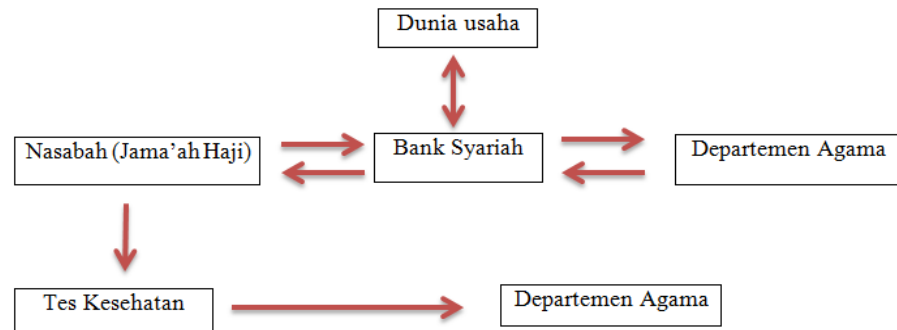 Dunia usaha
Nasabah (Jama’ah Haji)
Bank Syariah
Departemen Agama
Tes Kesehatan
Departemen Agama